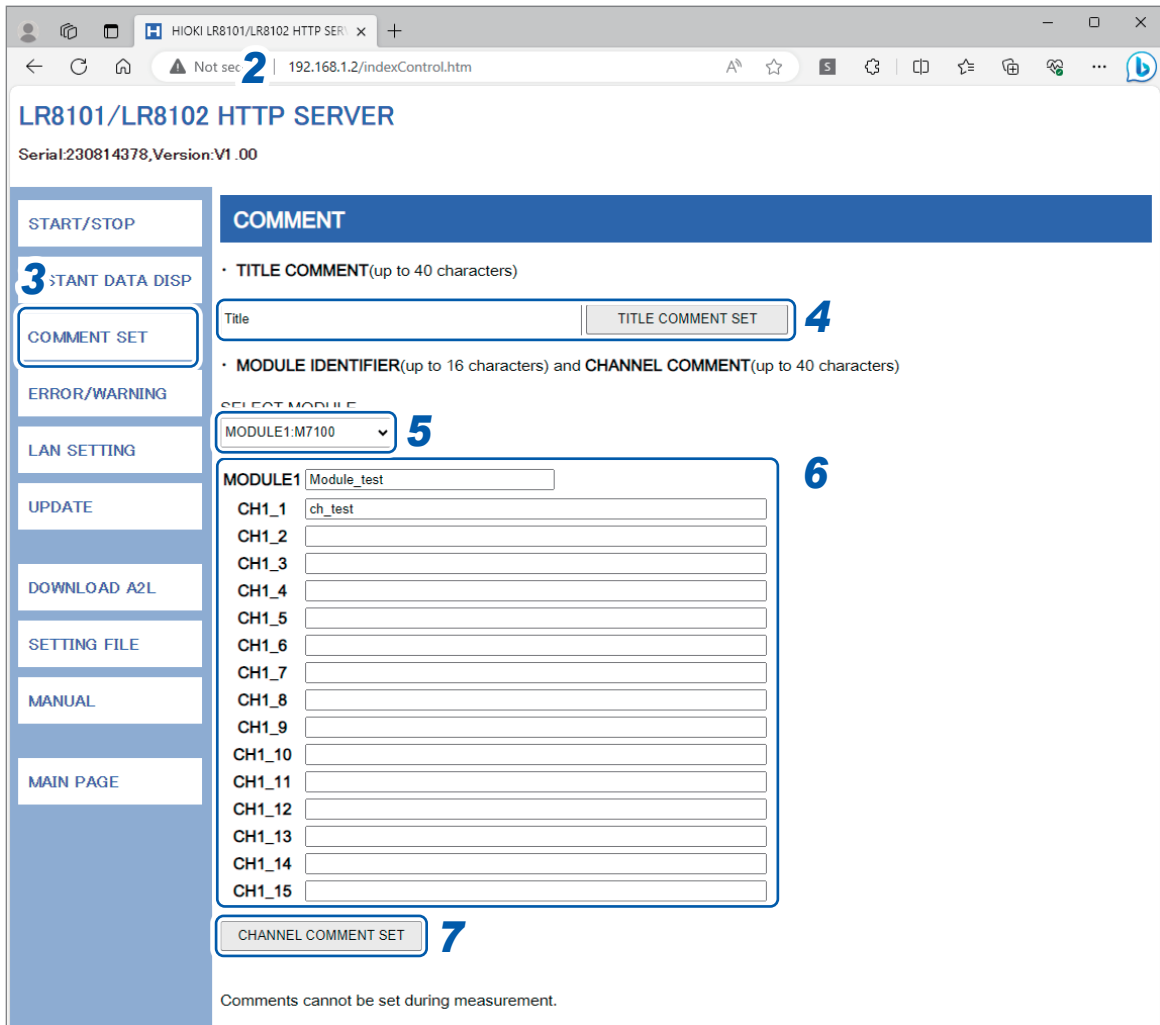 HIOKI LR8101/LR8102 HTTP SER
Not sec 2 192.168.1.2/indexControl.htm
LR8101/LR8102 HTTP SERVER
Serial:230814378,Version:V1.00
START/STOP
3 STANT DATA DISP
COMMENT SET
ERROR/WARNING
LAN SETTING
UPDATE
DOWNLOAD A2L
SETTING FILE
MANUAL
MAIN PAGE
COMMENT
・ TITLE COMMENT(up to 40 characters)
Title TITLE COMMENT SET 4
・ MODULE IDENTIFIER(up to 16 characters) and CHANNEL COMMENT(up to 40 characters)
SELECT MODULE
MODULE1:M7100 5
6
MODULE1 Module_test
CH1_1 ch_test
CH1_2
CH1_3
CH1_4
CH1_5
CH1_6
CH1_7
CH1_8
CH1_9
CH1_10
CH1_11
CH1_12
CH1_13
CH1_14
CH1_15
CHANNEL COMMENT SET 7
Comments cannot be set during measurement.